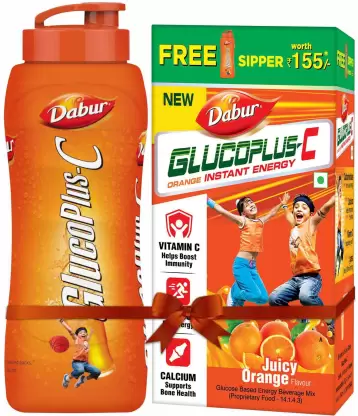 Dabur
GlucoPlus-C
FREE
SIPPER
worth
₹155/-
NEW
Dabur
GLUCOPLUS-C
ORANGE INSTANT ENERGY
VITAMIN C
Helps Boost
Immunity
CALCIUM
Supports
Bone Health
Juicy
Orange Flavour
Glucose Based Energy Beverage Mix
(Proprietary Food - 14.1.4.3)